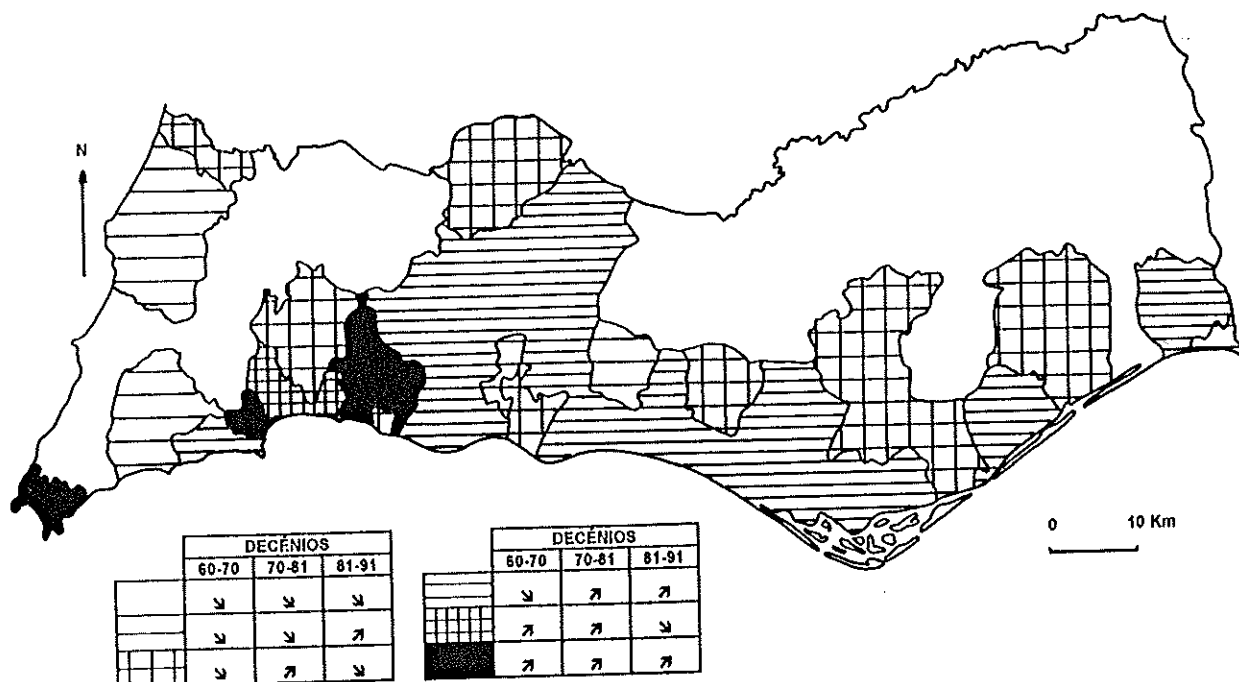 N
0 10 Km
DECÉNIOS
60-70 70-81 81-91
↘ ↘ ↘
↘ ↘ ↗
↘ ↗ ↘
DECÉNIOS
60-70 70-81 81-91
↘ ↗ ↗
↗ ↗ ↘
↗ ↗ ↗